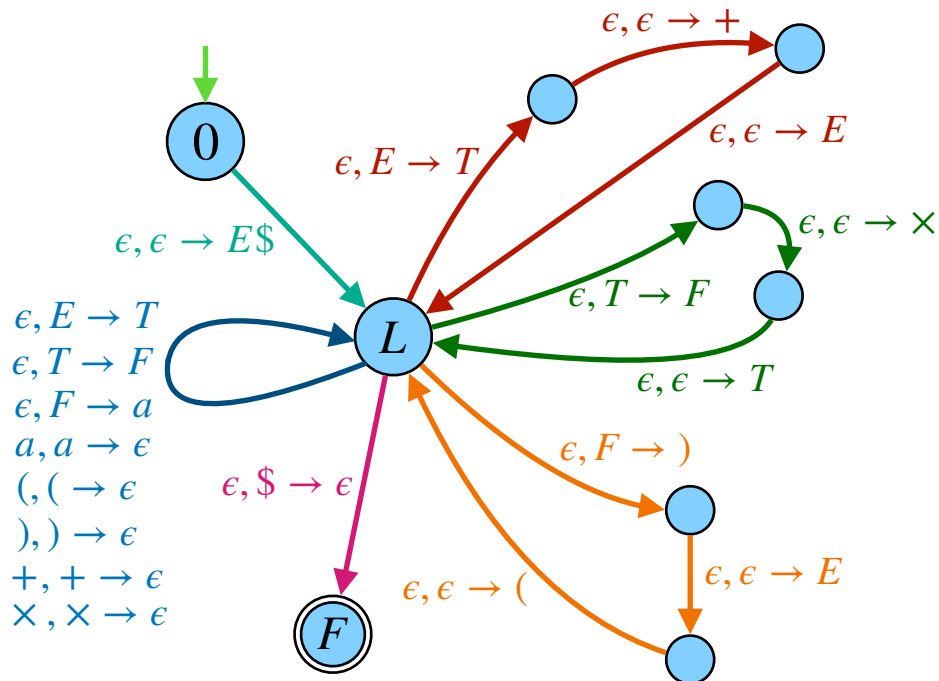 ϵ, ϵ → +
0
ϵ, ϵ → E
ϵ, E → T
ϵ, ϵ → ×
ϵ, ϵ → E$
ϵ, T → F
L
ϵ, ϵ → T
ϵ, E → T
ϵ, T → F
ϵ, F → a
a, a → ϵ
(, ( → ϵ
), ) → ϵ
+, + → ϵ
×, × → ϵ
ϵ, F → )
ϵ, $ → ϵ
ϵ, ϵ → E
ϵ, ϵ → (
F